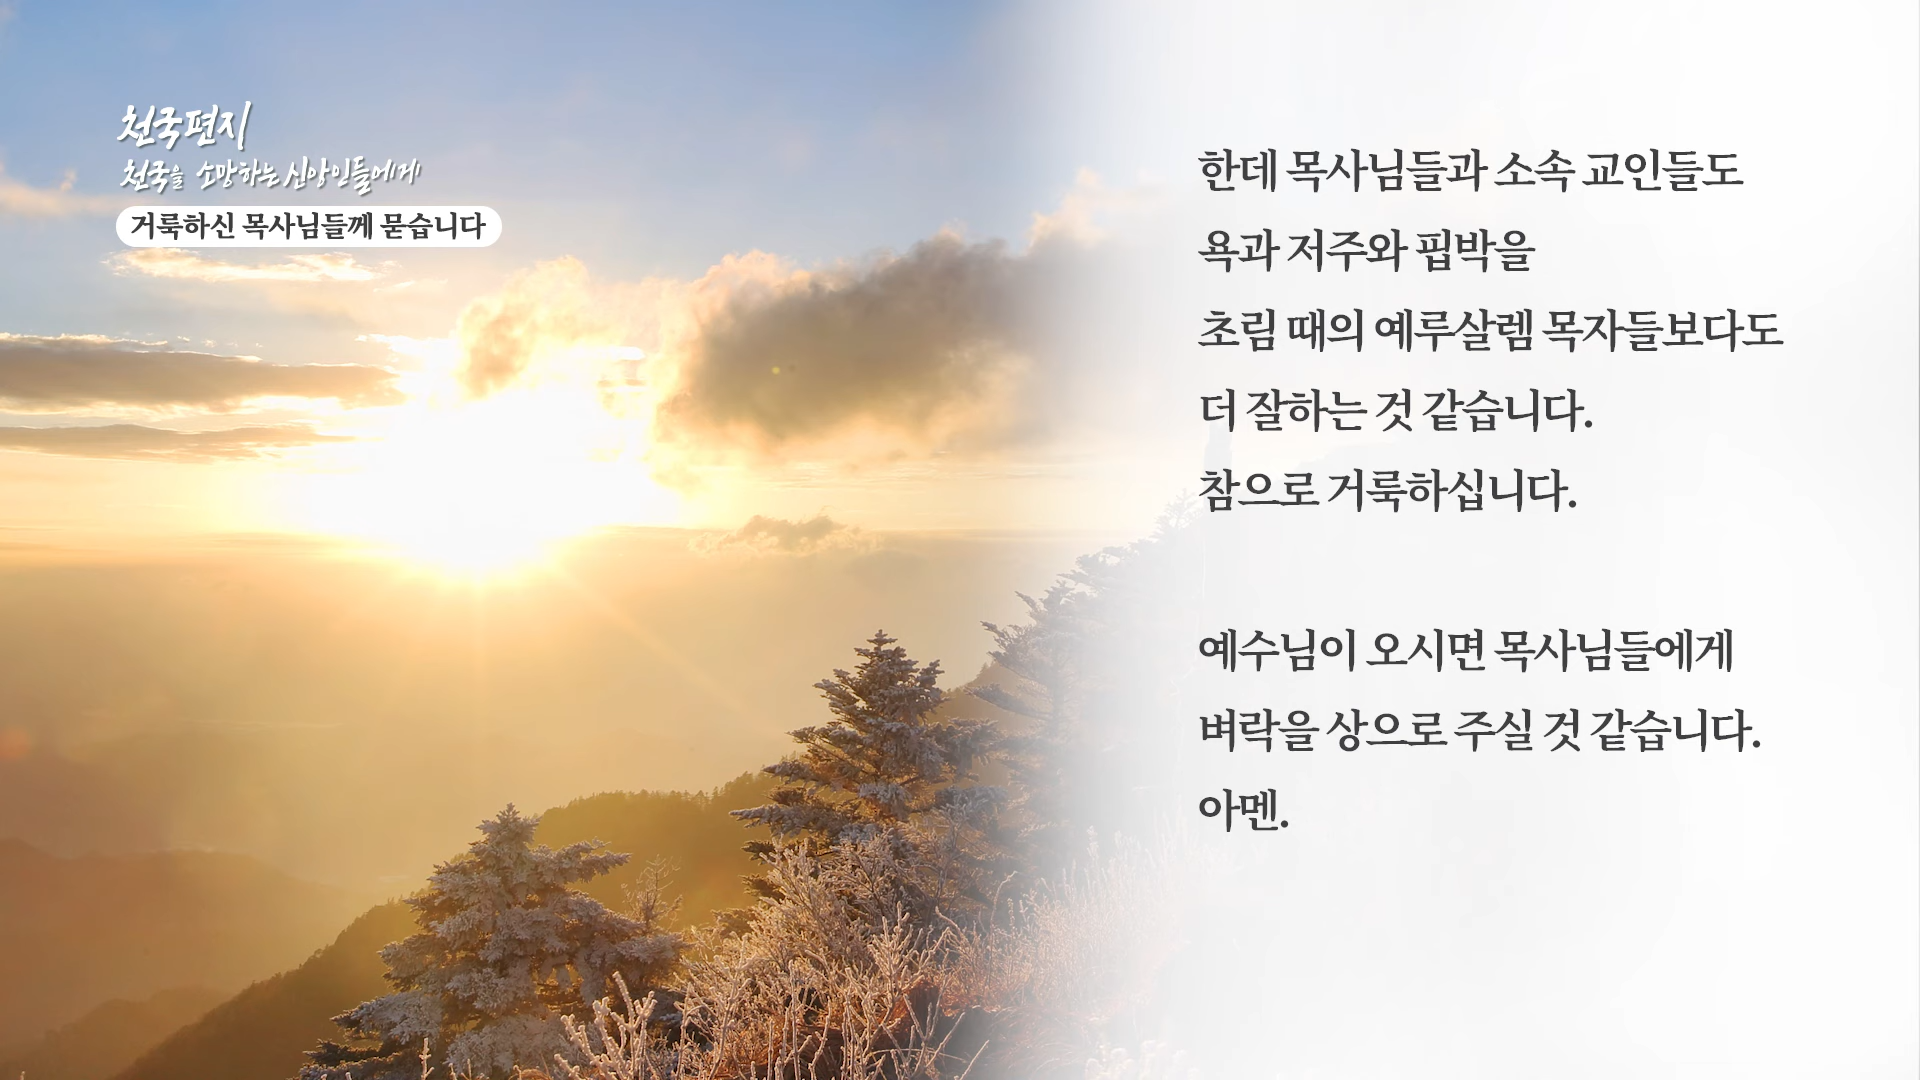 천국편지
천국을 소망하는 신앙인들에게
거룩하신 목사님들께 묻습니다
한데 목사님들과 소속 교인들도
욕과 저주와 핍박을
초림 때의 예루살렘 목자들보다도
더 잘하는 것 같습니다.
참으로 거룩하십니다.
예수님이 오시면 목사님들에게
벼락을 상으로 주실 것 같습니다.
아멘.